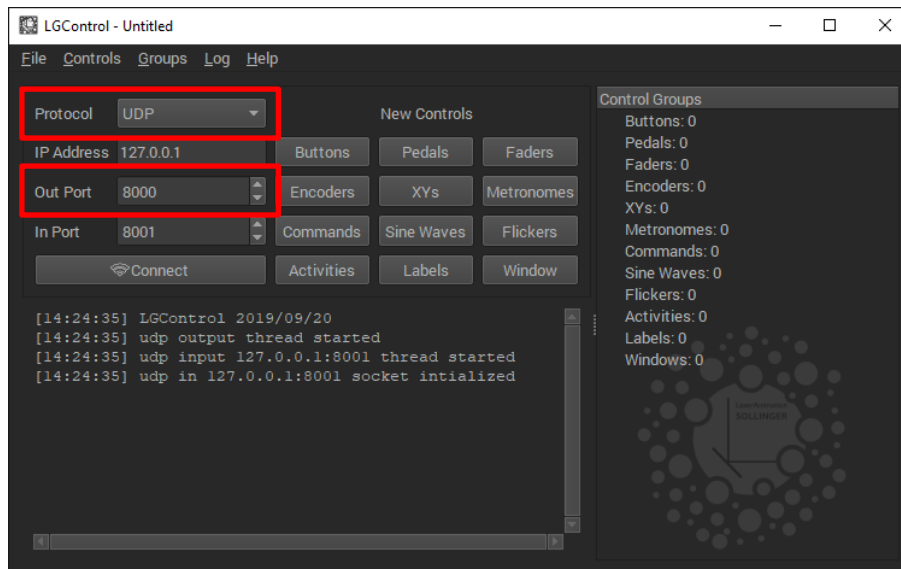 LGControl - Untitled
File Controls Groups Log Help
Protocol UDP
New Controls
IP Address 127.0.0.1
Buttons Pedals Faders
Out Port 8000
Encoders XYs Metronomes
In Port 8001
Commands Sine Waves Flickers
Connect
Activities Labels Window
[14:24:35] LGControl 2019/09/20
[14:24:35] udp output thread started
[14:24:35] udp input 127.0.0.1:8001 thread started
[14:24:35] udp in 127.0.0.1:8001 socket intialized
Control Groups
Buttons: 0
Pedals: 0
Faders: 0
Encoders: 0
XYs: 0
Metronomes: 0
Commands: 0
Sine Waves: 0
Flickers: 0
Activities: 0
Labels: 0
Windows: 0
LaserAnimation
SOLLINGER